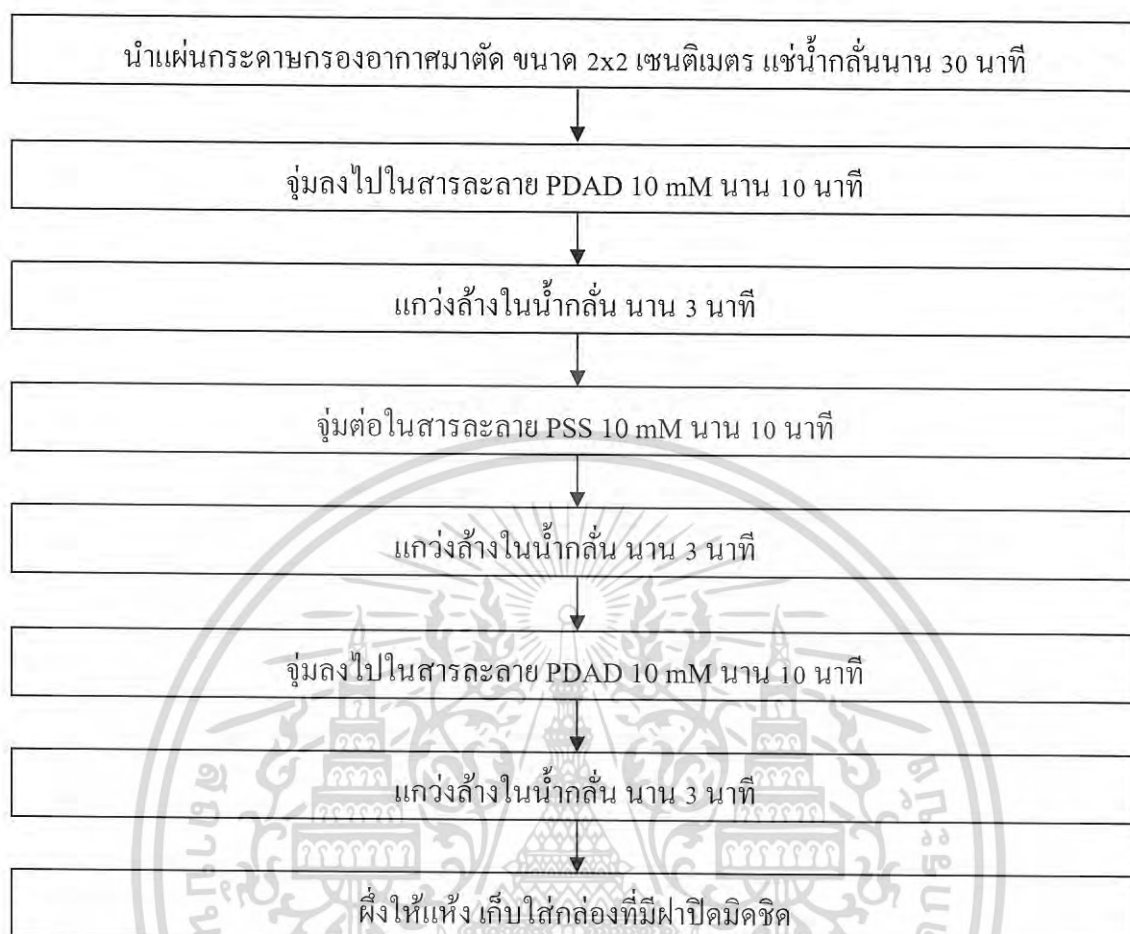 นำแผ่นกระดาษกรองอากาศมาตัด ขนาด 2x2 เซนติเมตร แช่น้ำกลั่นนาน 30 นาที
จุ่มลงไปในสารละลาย PDAD 10 mM นาน 10 นาที
แกว่งล้างในน้ำกลั่น นาน 3 นาที
จุ่มต่อในสารละลาย PSS 10 mM นาน 10 นาที
แกว่งล้างในน้ำกลั่น นาน 3 นาที
จุ่มลงไปในสารละลาย PDAD 10 mM นาน 10 นาที
แกว่งล้างในน้ำกลั่น นาน 3 นาที
ผึ่งให้แห้ง เก็บใส่กล่องที่มีฝาปิดมิดชิด